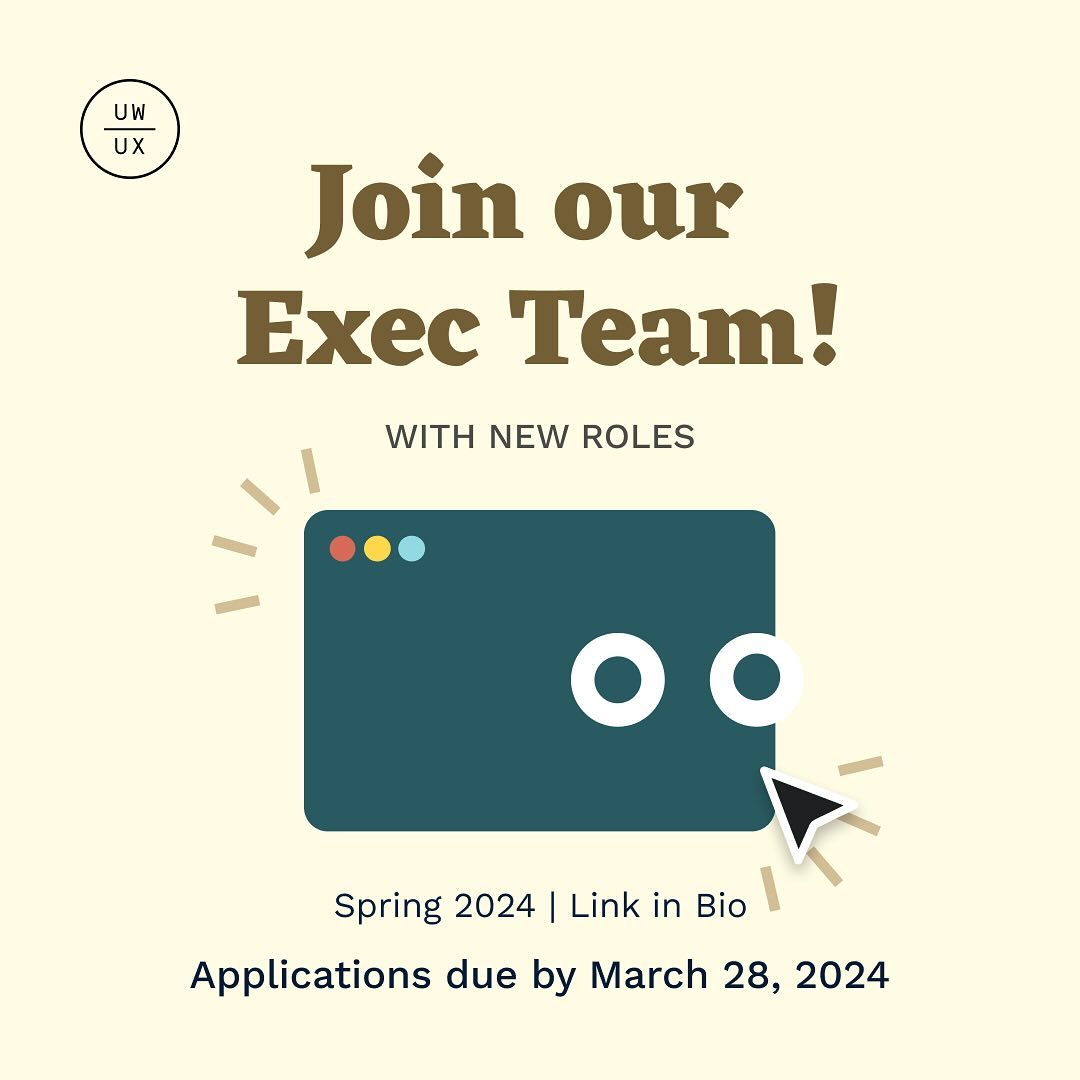 UW
UX
Join our
Exec Team!
WITH NEW ROLES
Spring 2024 | Link in Bio
Applications due by March 28, 2024